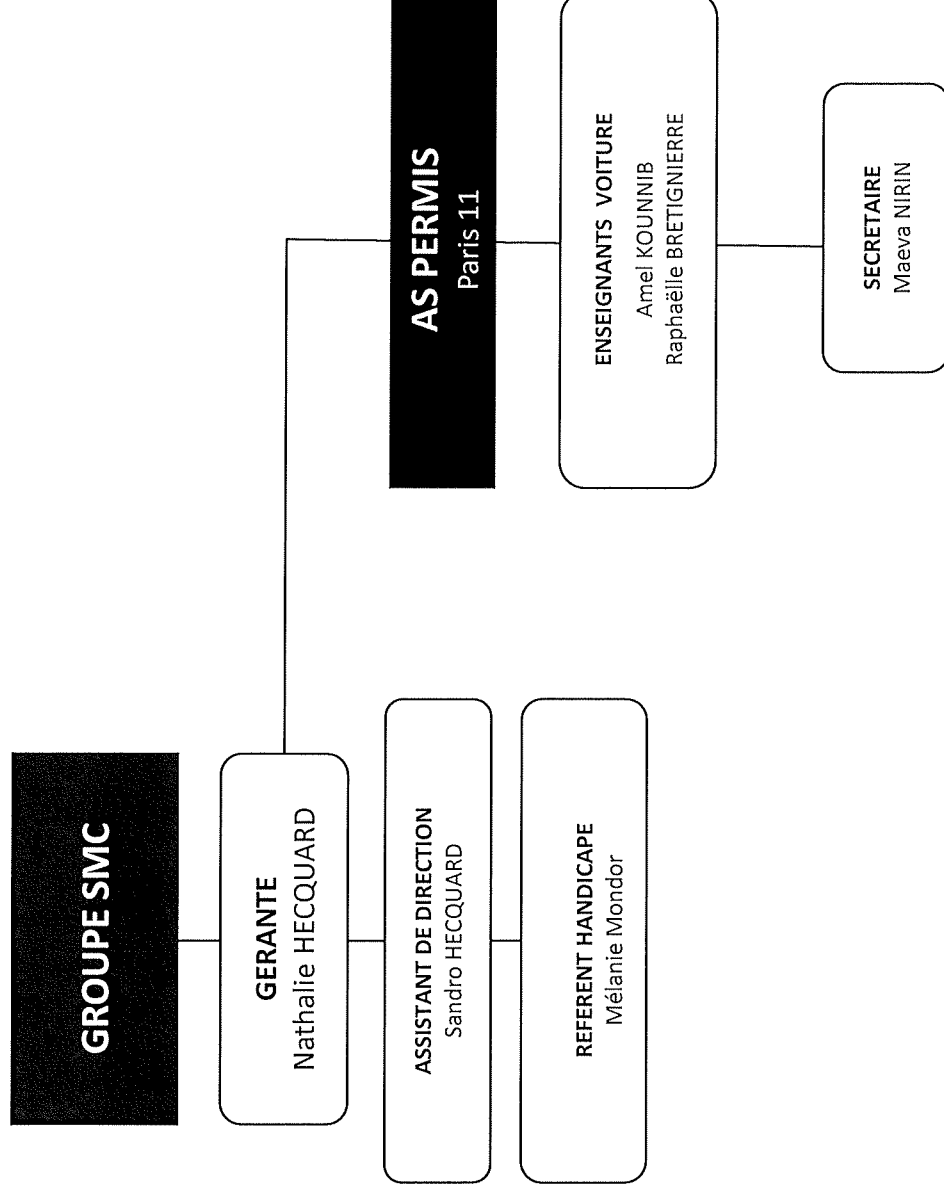 GROUPE SMC
GERANTE
Nathalie HECQUARD
ASSISTANT DE DIRECTION
Sandro HECQUARD
REFERENT HANDICAPE
Mélanie Mondor
AS PERMIS
Paris 11
ENSEIGNANTS VOITURE
Amel KOUNNIB
Raphaëlle BRETIGNIERRE
SECRETAIRE
Maeva NIRIN